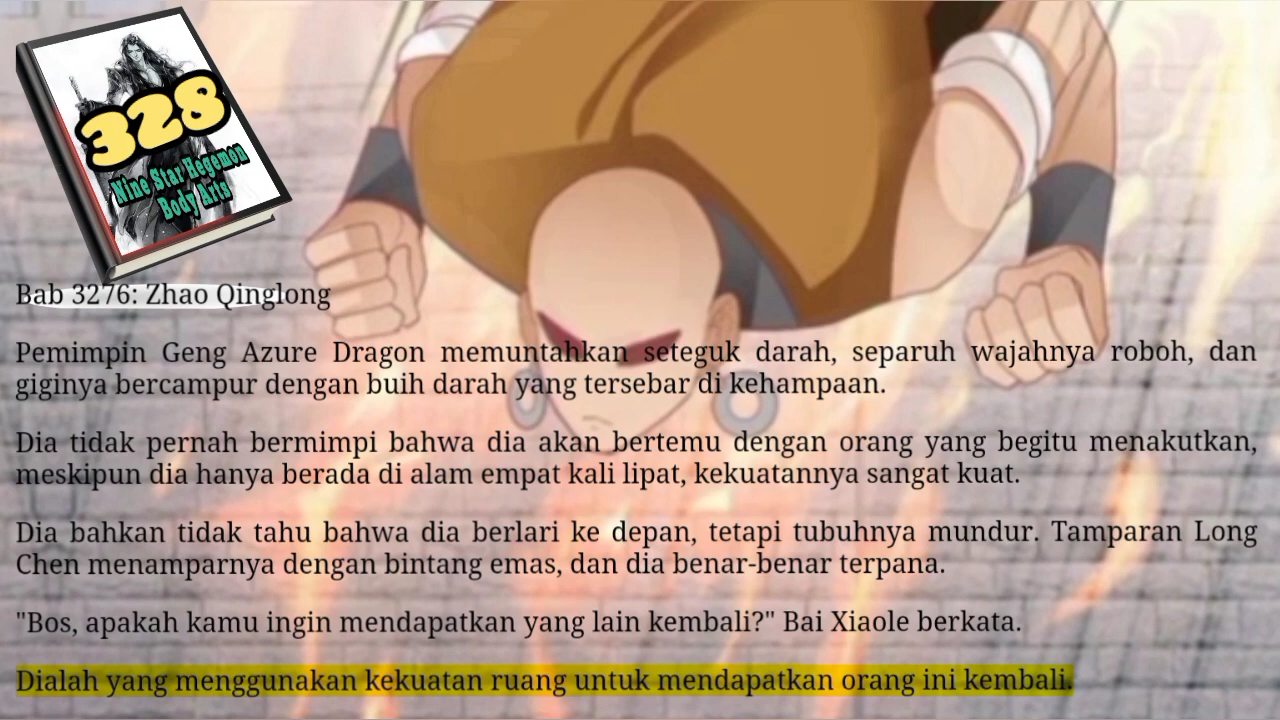 328
Nine Star Hegemon
Body Arts
Bab 3276: Zhao Qinglong
Pemimpin Geng Azure Dragon memuntahkan seteguk darah, separuh wajahnya roboh, dan
giginya bercampur dengan buih darah yang tersebar di kehampaan.
Dia tidak pernah bermimpi bahwa dia akan bertemu dengan orang yang begitu menakutkan,
meskipun dia hanya berada di alam empat kali lipat, kekuatannya sangat kuat.
Dia bahkan tidak tahu bahwa dia berlari ke depan, tetapi tubuhnya mundur. Tamparan Long
Chen menamparnya dengan bintang emas, dan dia benar-benar terpana.
"Bos, apakah kamu ingin mendapatkan yang lain kembali?" Bai Xiaole berkata.
Dialah yang menggunakan kekuatan ruang untuk mendapatkan orang ini kembali.